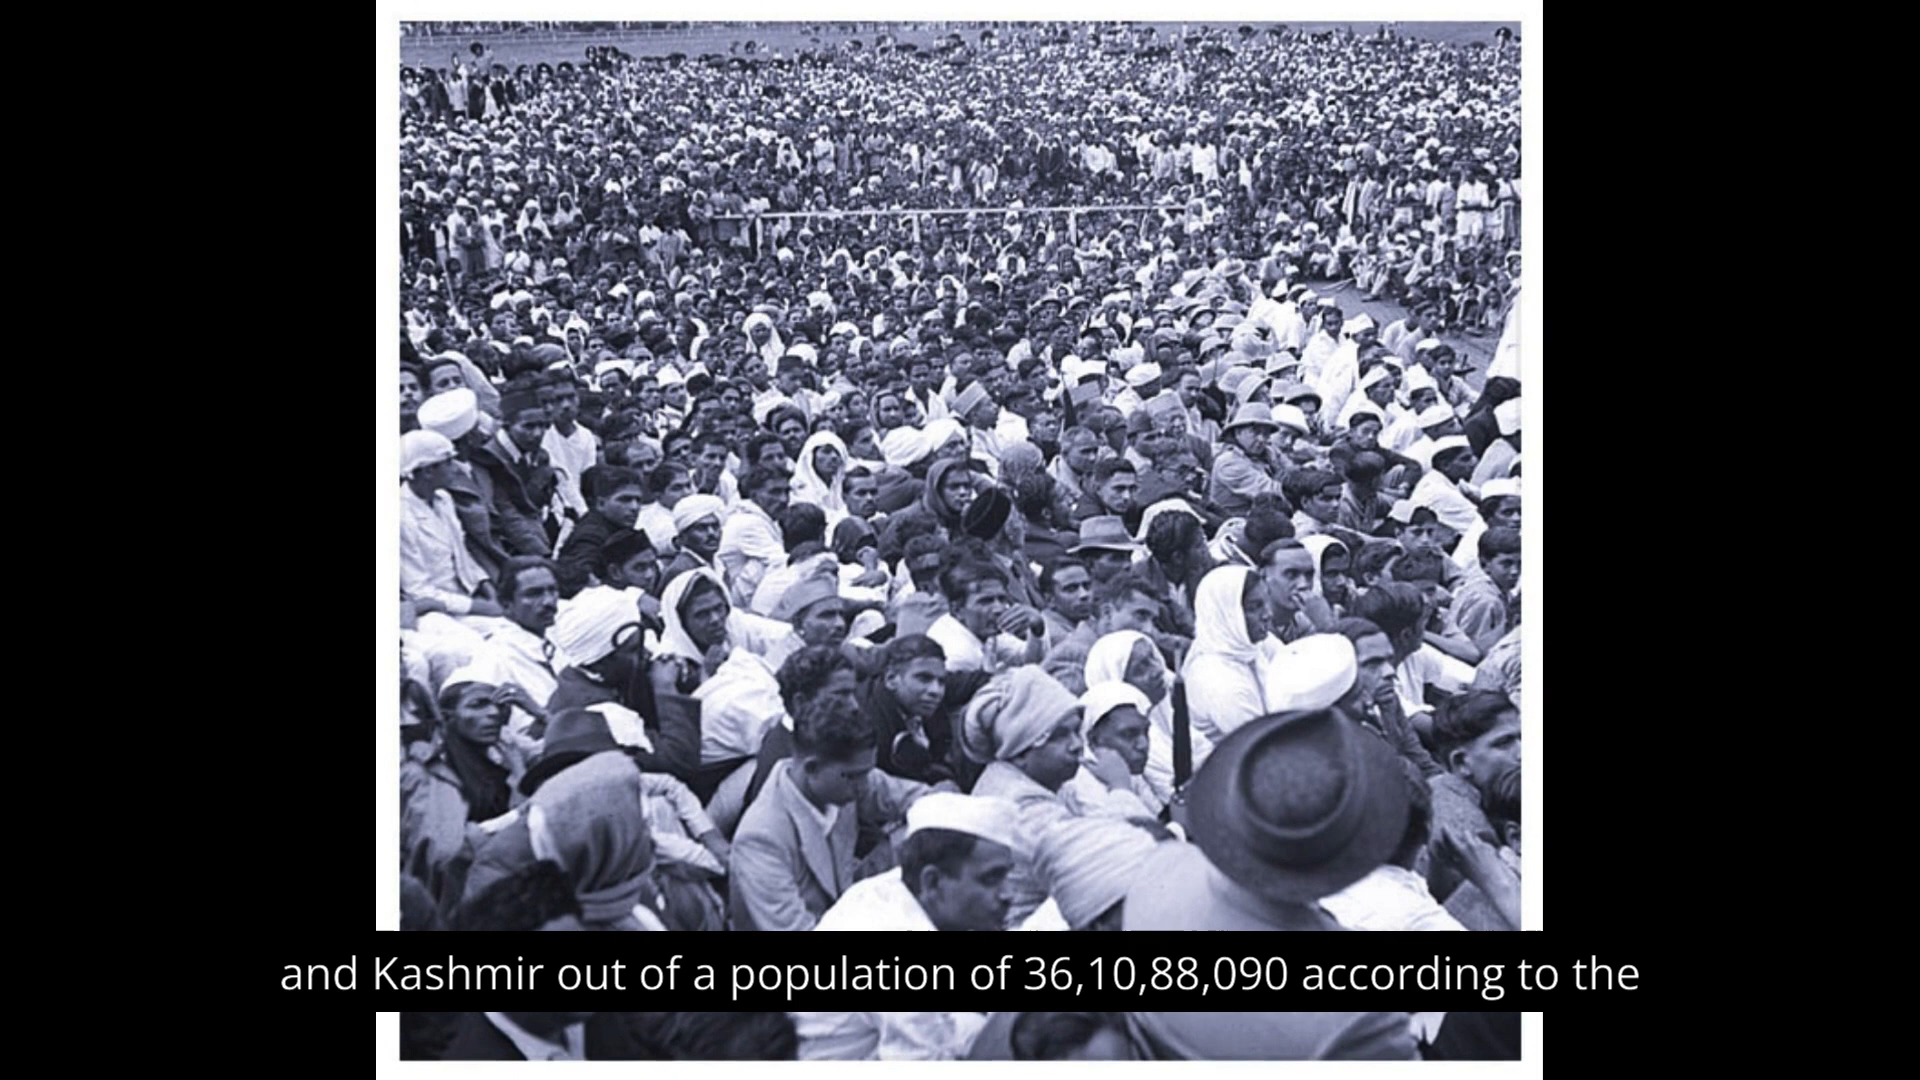 and Kashmir out of a population of 36,10,88,090 according to the